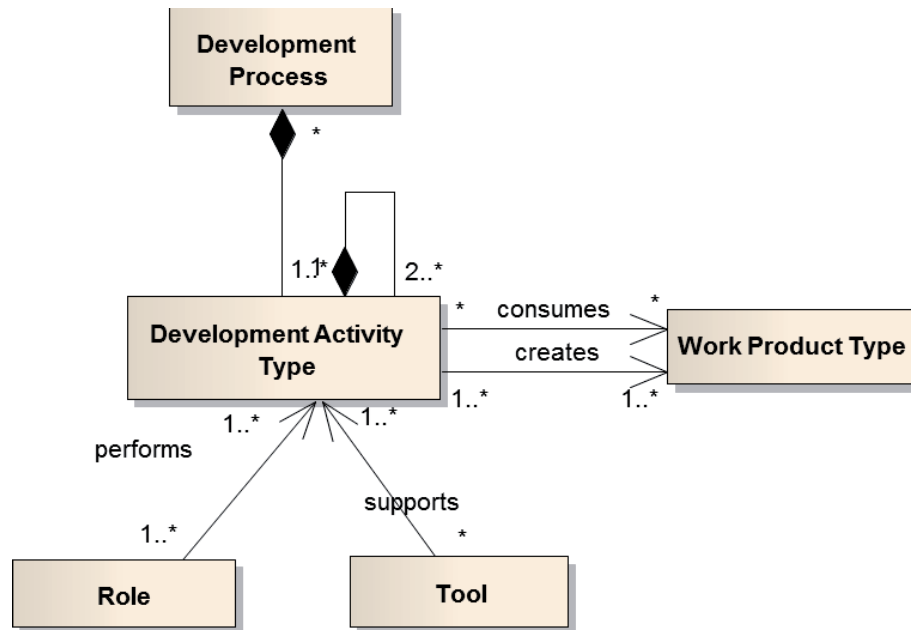 Development
Process
*
1..*
1
2..*
Development Activity
Type
*
consumes
*
creates
1..*
1..*
Work Product Type
1..*
1..*
performs
supports
1..*
*
Role
Tool